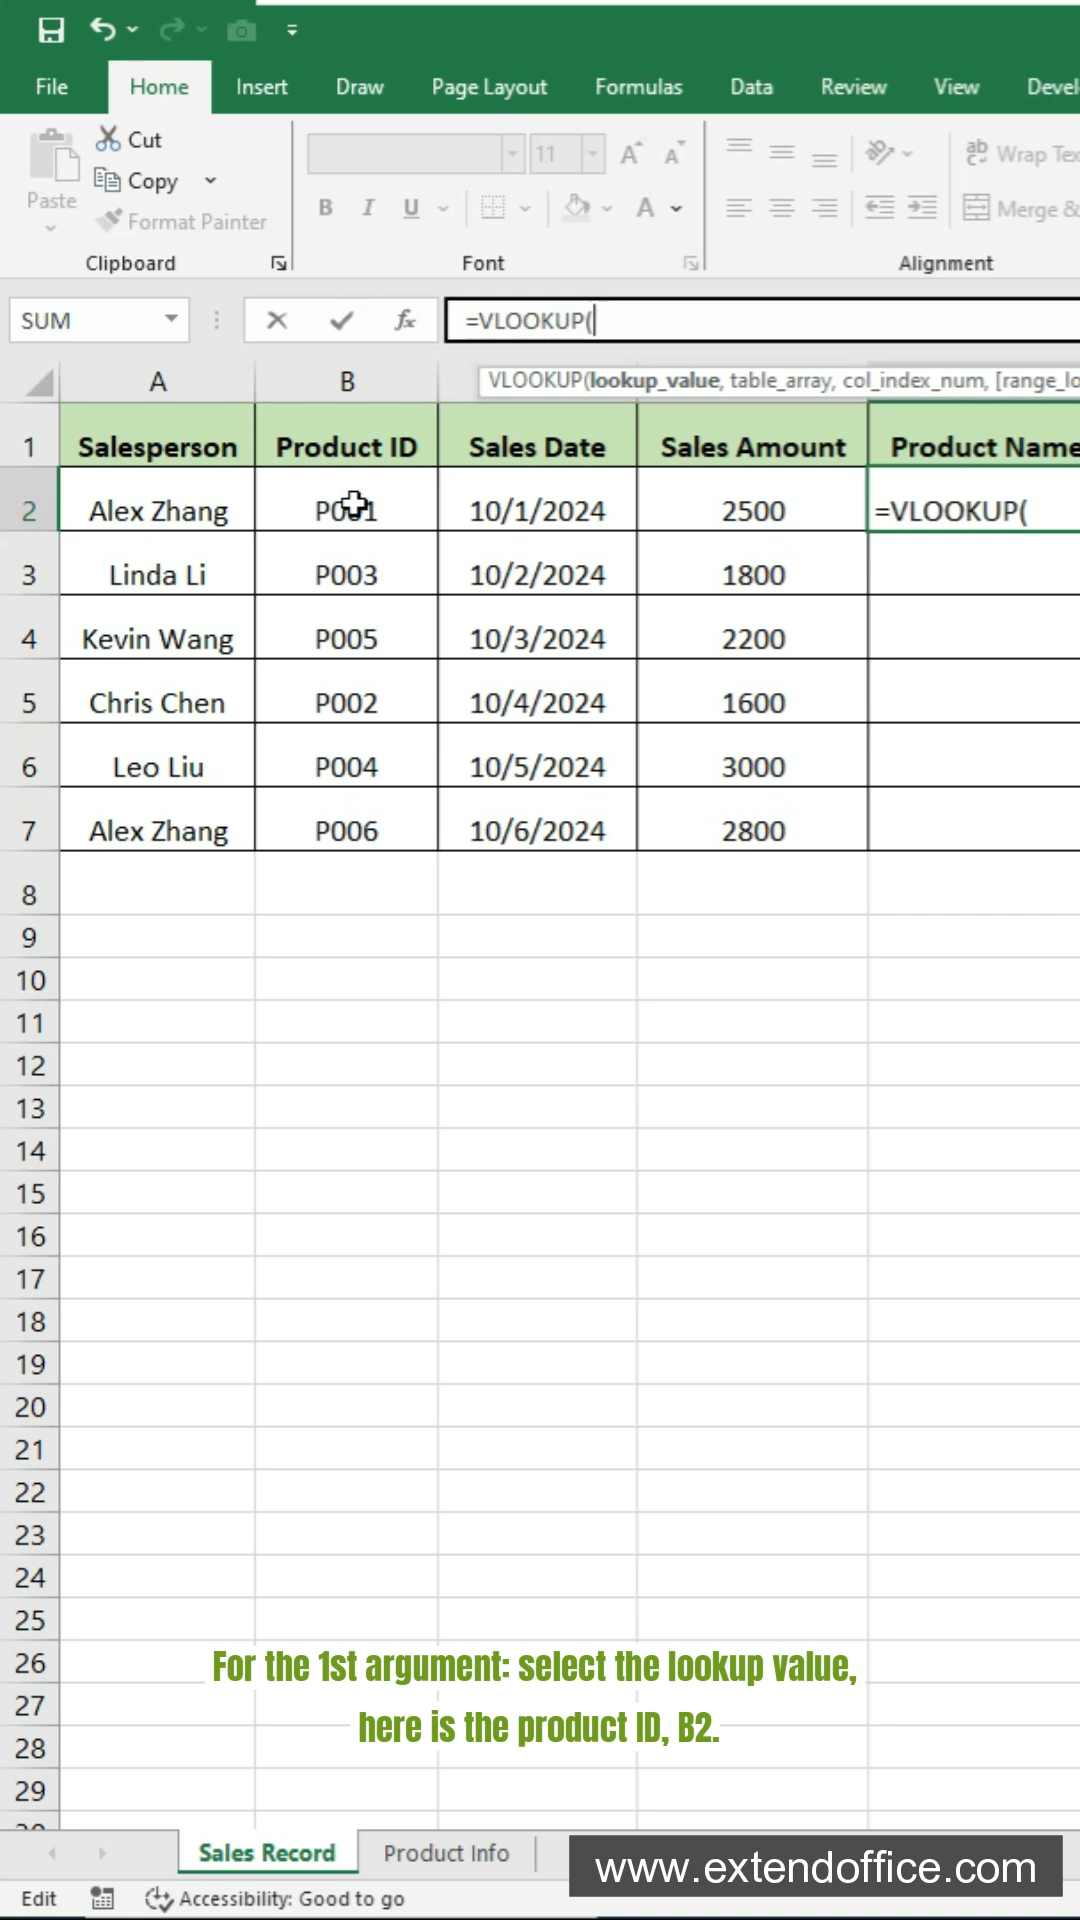 File Home Insert Draw Page Layout Formulas Data Review View Devel
Cut
Copy
Paste
Format Painter
Clipboard
11
A A
B I U A
Font
ab Wrap Tex
Merge &
Alignment
SUM
fx
=VLOOKUP(
VLOOKUP(lookup_value, table_array, col_index_num, [range_lo
A B
1 Salesperson Product ID Sales Date Sales Amount Product Name
2 Alex Zhang P001 10/1/2024 2500 =VLOOKUP(
3 Linda Li P003 10/2/2024 1800
4 Kevin Wang P005 10/3/2024 2200
5 Chris Chen P002 10/4/2024 1600
6 Leo Liu P004 10/5/2024 3000
7 Alex Zhang P006 10/6/2024 2800
8
9
10
11
12
13
14
15
16
17
18
19
20
21
22
23
24
25
26
For the 1st argument: select the lookup value,
27
here is the product ID, B2.
28
29
Sales Record Product Info
www.extendoffice.com
Edit Accessibility: Good to go